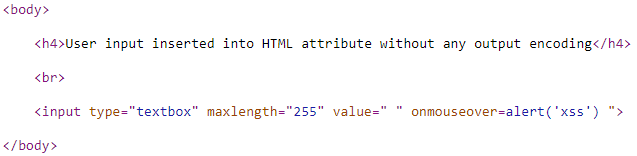 <body>
<h4>User input inserted into HTML attribute without any output encoding</h4>
<br>
<input type="textbox" maxlength="255" value=" " onmouseover=alert('xss') ">
</body>